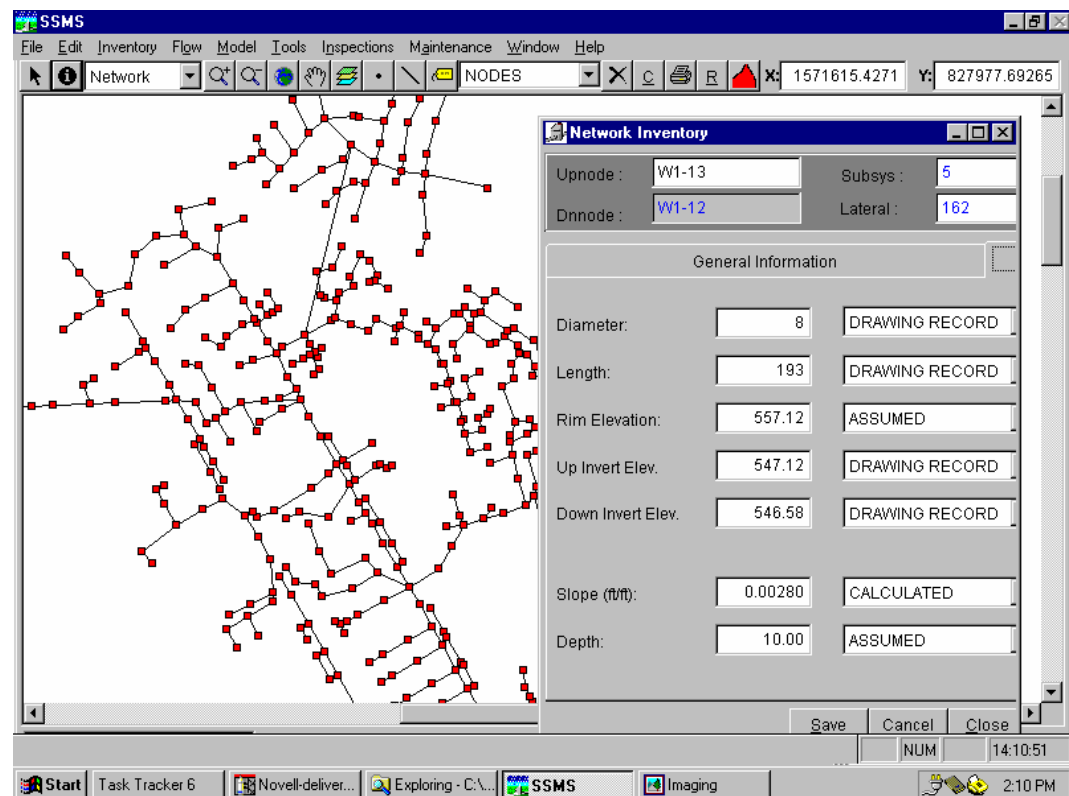 SSMS
File Edit Inventory Flow Model Tools Inspections Maintenance Window Help
Network NODES C R X: 1571615.4271 Y: 827977.69265
Network Inventory
Upnode : W1-13 Subsys : 5
Dnnode : W1-12 Lateral : 162
General Information
Diameter: 8 DRAWING RECORD
Length: 193 DRAWING RECORD
Rim Elevation: 557.12 ASSUMED
Up Invert Elev. 547.12 DRAWING RECORD
Down Invert Elev. 546.58 DRAWING RECORD
Slope (ft/ft): 0.00280 CALCULATED
Depth: 10.00 ASSUMED
Save Cancel Close
NUM 14:10:51
Start Task Tracker 6 Novell-deliver... Exploring - C:\... SSMS Imaging 2:10 PM